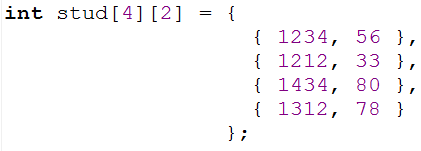 int stud[4][2] = {
{ 1234, 56 },
{ 1212, 33 },
{ 1434, 80 },
{ 1312, 78 }
};